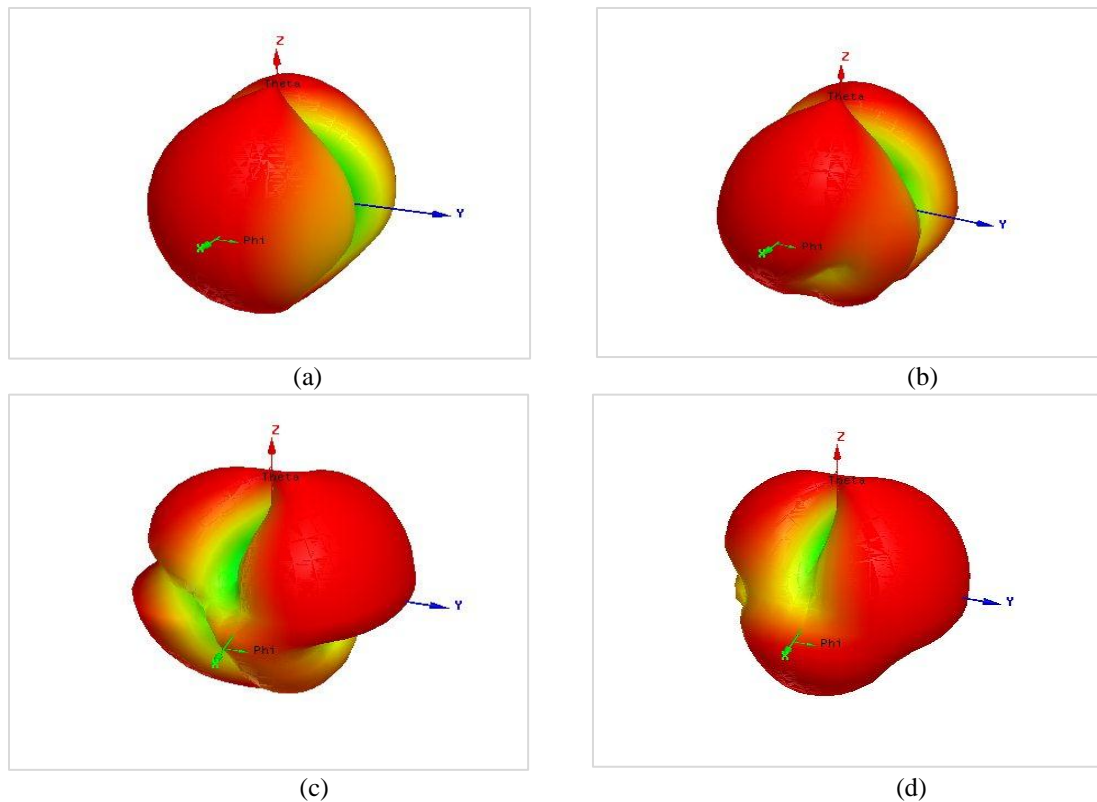 Z
Theta
Y
X
Phi
(a)
Z
Theta
Y
X
Phi
(b)
Z
Theta
Y
X
Phi
(c)
Z
Theta
Y
X
Phi
(d)